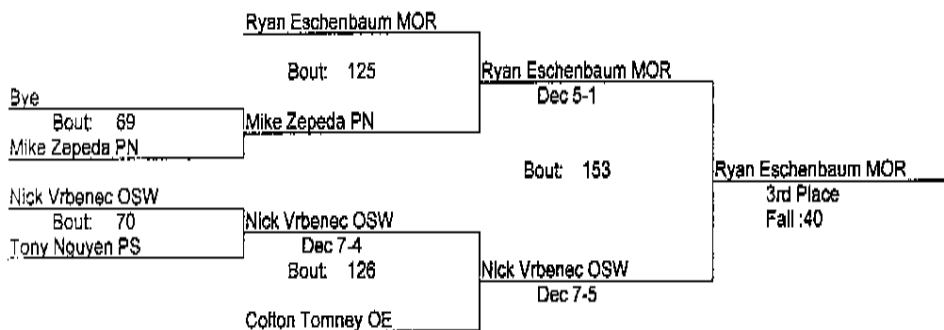 Ryan Eschenbaum MOR
Bout: 125
Ryan Eschenbaum MOR
Dec 5-1
Bye
Bout: 69
Mike Zepeda PN
Mike Zapeda PN
Bout: 153
Ryan Eschenbaum MOR
3rd Place
Fall :40
Nick Vrbenec OSW
Bout: 70
Nick Vrbenec OSW
Tony Nguyen PS
Dec 7-4
Bout: 126
Nick Vrbenec OSW
Dec 7-5
Cotton Tomney OE